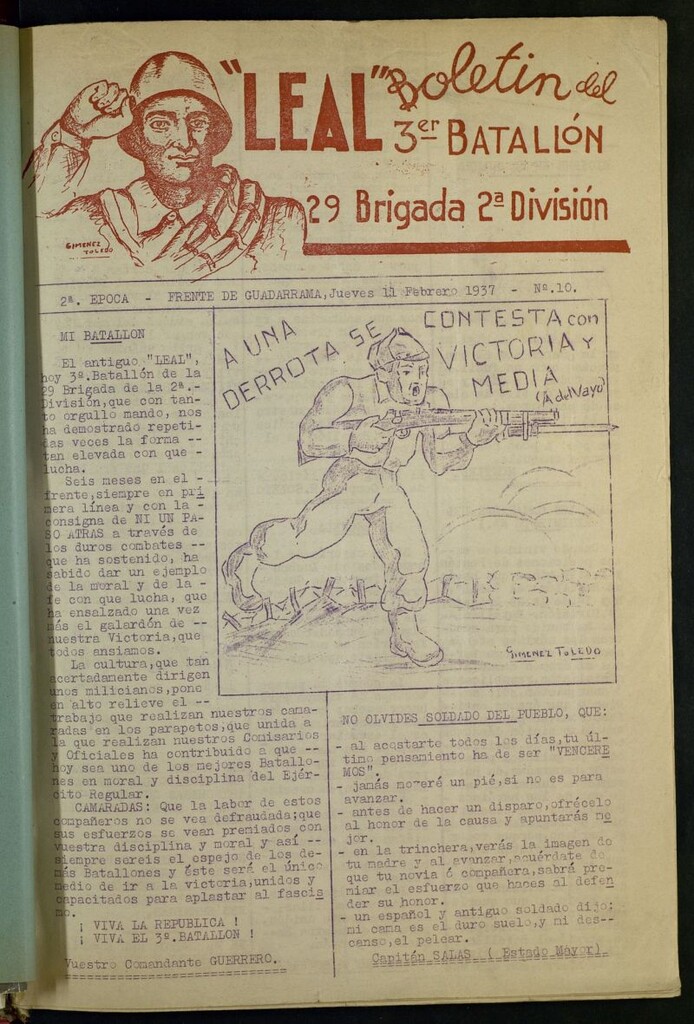 "LEAL" Boletin del
3er BATALLÓN
29 Brigada 2ª División
GIMENEZ
TOLEDO
2ª. EPOCA - FRENTE DE GUADARRAMA, Jueves 11 Febrero 1937 - Nº.10.
MI BATALLON
El antiguo "LEAL",
hoy 3º.Batallón de la
29 Brigada de la 2ª.-
División,que con tan-
to orgullo mando, nos
ha demostrado repeti-
das veces la forma --
tan elevada con que -
lucha.
Seis meses en el -
frente,siempre en pri
mera línea y con la -
consigna de NI UN PA-
SO ATRAS a través de
los duros combates --
que ha sostenido, ha
sabido dar un ejemplo
de la moral y de la -
fe con que lucha, que
ha ensalzado una vez
más el galardón de --
nuestra Victoria,que
todos ansiamos.
La cultura,que tan
acertadamente dirigen
unos milicianos,pone
en alto relieve el --
trabajo que realizan nuestros cama-
radas en los parapetos,que unida a
la que realizan nuestros Comisarios
y Oficiales ha contribuido a que --
hoy sea uno de los mejores Batallo-
nes en moral y disciplina del Ejér-
cito Regular.
CAMARADAS: Que la labor de estos
compañeros no se vea defraudada;que
sus esfuerzos se vean premiados con
vuestra disciplina y moral y así --
siempre sereis el espejo de los de-
más Batallones y éste será el único
medio de ir a la victoria,unidos y
capacitados para aplastar al fascis
mo.
¡ VIVA LA REPUBLICA !
¡ VIVA EL 3º.BATALLON !
Vuestro Comandante GUERRERO.
A UNA
DERROTA SE
CONTESTA con
VICTORIA Y
MEDIA
(A del Vayo)
GIMENEZ TOLEDO
NO OLVIDES SOLDADO DEL PUEBLO, QUE:
- al acostarte todos los días,tu úl-
timo pensamiento ha de ser "VENCERE
MOS".
- jamás moveré un pié,si no es para
avanzar.
- antes de hacer un disparo,ofrécelo
al honor de la causa y apuntarás me
jor.
- en la trinchera,verás la imagen de
tu madre y al avanzar,acuérdate de
que tu novia ó compañera,sabrá pre-
miar el esfuerzo que haces al defen
der su honor.
- un español y antiguo soldado dijo:
mi cama es el duro suelo,y mi des--
canso,el pelear.
Capitán SALAS ( Estado Mayor)